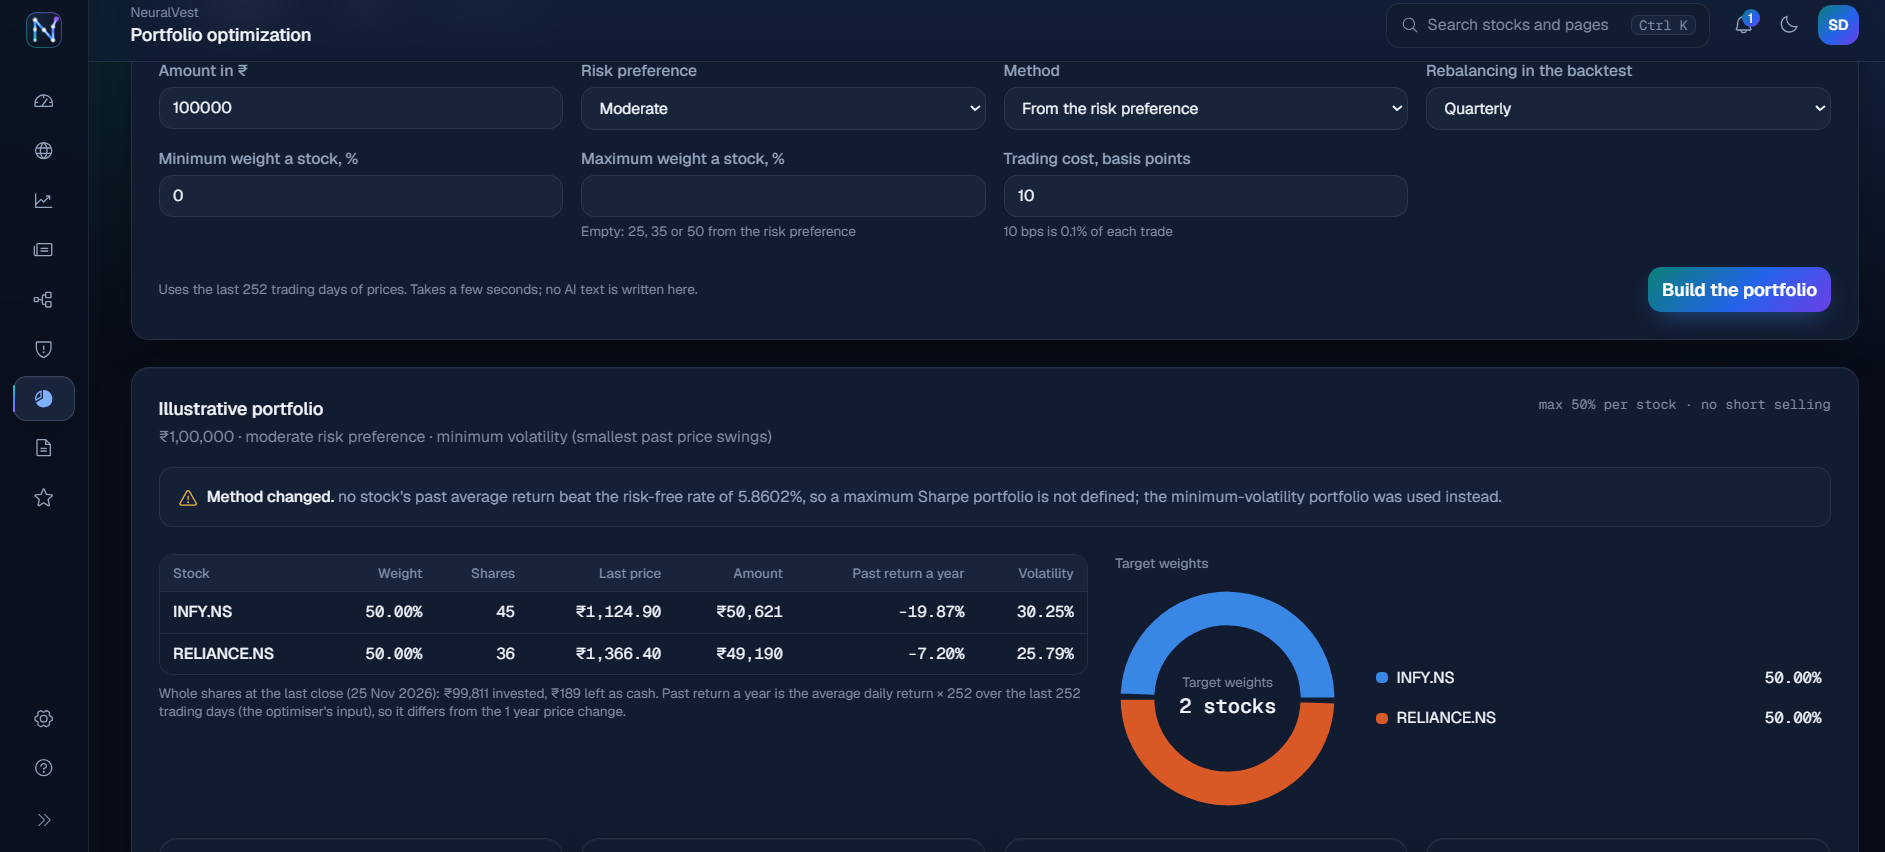 NeuralVest
Portfolio optimization
Search stocks and pages Ctrl K
1
SD
Amount in ₹ Risk preference Method Rebalancing in the backtest
100000 Moderate From the risk preference Quarterly
Minimum weight a stock, % Maximum weight a stock, % Trading cost, basis points
0 10
Empty: 25, 35 or 50 from the risk preference 10 bps is 0.1% of each trade
Uses the last 252 trading days of prices. Takes a few seconds; no AI text is written here.
Build the portfolio
Illustrative portfolio
max 50% per stock · no short selling
₹1,00,000 · moderate risk preference · minimum volatility (smallest past price swings)
Method changed. no stock's past average return beat the risk-free rate of 5.8602%, so a maximum Sharpe portfolio is not defined; the minimum-volatility portfolio was used instead.
Stock Weight Shares Last price Amount Past return a year Volatility
INFY.NS 50.00% 45 ₹1,124.90 ₹50,621 -19.87% 30.25%
RELIANCE.NS 50.00% 36 ₹1,366.40 ₹49,190 -7.20% 25.79%
Whole shares at the last close (25 Nov 2026): ₹99,811 invested, ₹189 left as cash. Past return a year is the average daily return × 252 over the last 252
trading days (the optimiser's input), so it differs from the 1 year price change.
Target weights
Target weights
2 stocks
INFY.NS 50.00%
RELIANCE.NS 50.00%